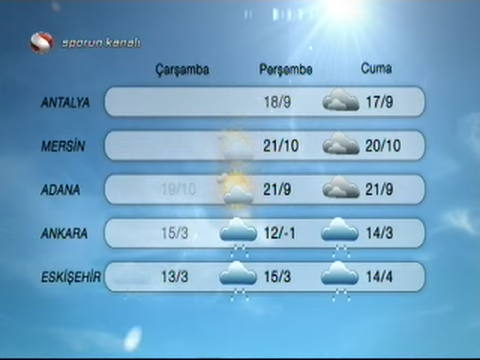 sporun kanalı
Çarşamba Perşembe Cuma
ANTALYA 18/9 17/9
MERSİN 21/10 20/10
ADANA 19/10 21/9 21/9
ANKARA 15/3 12/-1 14/3
ESKİŞEHİR 13/3 15/3 14/4